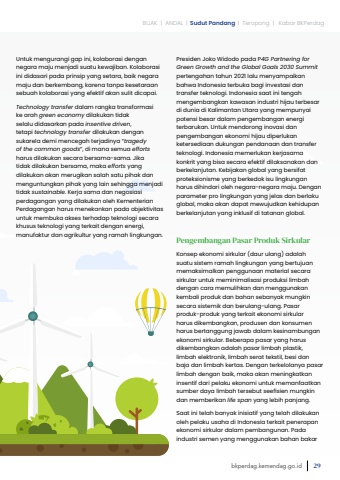 BIJAK | ANDAL | Sudut Pandang | Teropong | Kabar BKPerdag
Untuk mengurangi gap ini, kolaborasi dengan
negara maju menjadi suatu kewajiban. Kolaborasi
ini didasari pada prinsip yang setara, baik negara
maju dan berkembang, karena tanpa kesetaraan
sebuah kolaborasi yang efektif akan sulit dicapai.
Technology transfer dalam rangka transformasi
ke arah green economy dilakukan tidak
selalu didasarkan pada insentive driven,
tetapi technology transfer dilakukan dengan
sukarela demi mencegah terjadinya "tragedy
of the common goods", di mana semua efforts
harus dilakukan secara bersama-sama. Jika
tidak dilakukan bersama, maka efforts yang
dilakukan akan merugikan salah satu pihak dan
menguntungkan pihak yang lain sehingga menjadi
tidak sustainable. Kerja sama dan negosiasi
perdagangan yang dilakukan oleh Kementerian
Perdagangan harus menekankan pada objektivitas
untuk membuka akses terhadap teknologi secara
khusus teknologi yang terkait dengan energi,
manufaktur dan agrikultur yang ramah lingkungan.
Presiden Joko Widodo pada P4G Partnering for
Green Growth and the Global Goals 2030 Summit
pertengahan tahun 2021 lalu menyampaikan
bahwa Indonesia terbuka bagi investasi dan
transfer teknologi. Indonesia saat ini tengah
mengembangkan kawasan industri hijau terbesar
di dunia di Kalimantan Utara yang mempunyai
potensi besar dalam pengembangan energi
terbarukan. Untuk mendorong inovasi dan
pengembangan ekonomi hijau diperlukan
ketersediaan dukungan pendanaan dan transfer
teknologi. Indonesia memerlukan kerjasama
konkrit yang bisa secara efektif dilaksanakan dan
berkelanjutan. Kebijakan global yang bersifat
proteksionisme yang berkedok isu lingkungan
harus dihindari oleh negara-negara maju. Dengan
parameter pro lingkungan yang jelas dan berlaku
global, maka akan dapat mewujudkan kehidupan
berkelanjutan yang inklusif di tatanan global.
Pengembangan Pasar Produk Sirkular
Konsep ekonomi sirkular (daur ulang) adalah
suatu sistem ramah lingkungan yang bertujuan
memaksimalkan penggunaan material secara
sirkular untuk meminimalisasi produksi limbah
dengan cara memulihkan dan menggunakan
kembali produk dan bahan sebanyak mungkin
secara sistemik dan berulang-ulang. Pasar
produk-produk yang terkait ekonomi sirkular
harus dikembangkan, produsen dan konsumen
harus bertanggung jawab dalam kesinambungan
ekonomi sirkular. Beberapa pasar yang harus
dikembangkan adalah pasar limbah plastik,
limbah elektronik, limbah serat tekstil, besi dan
baja dan limbah kertas. Dengan terkelolanya pasar
limbah dengan baik, maka akan meningkatkan
insentif dari pelaku ekonomi untuk memanfaatkan
sumber daya limbah tersebut seefisien mungkin
dan memberikan life span yang lebih panjang.
Saat ini telah banyak inisiatif yang telah dilakukan
oleh pelaku usaha di Indonesia terkait penerapan
ekonomi sirkular dalam pembangunan. Pada
industri semen yang menggunakan bahan bakar
bkperdag.kemendag.go.id | 29